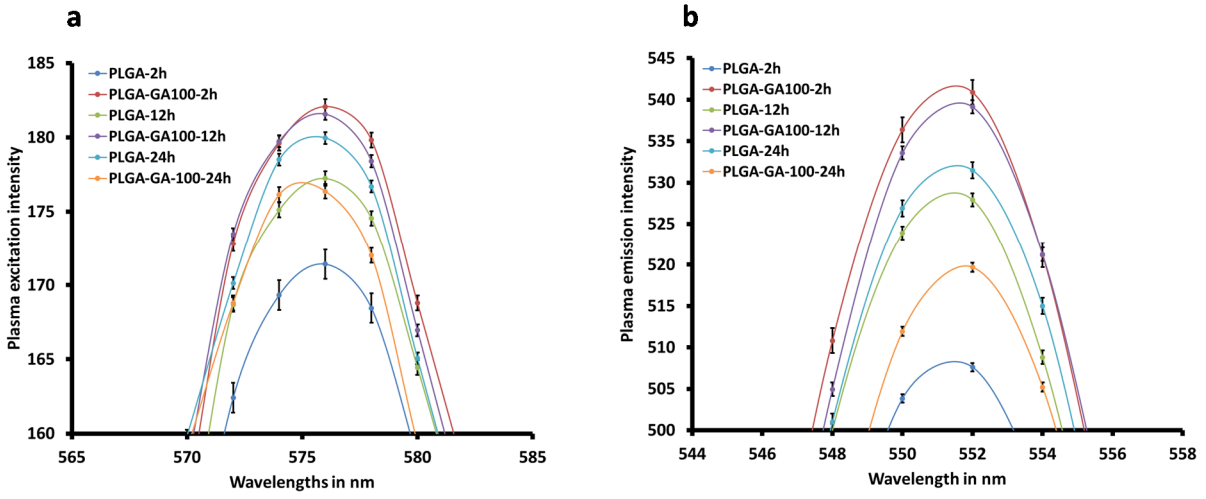 a
Plasma excitation intensity
185
180
175
170
165
160
PLGA-2h
PLGA-GA100-2h
PLGA-12h
PLGA-GA100-12h
PLGA-24h
PLGA-GA-100-24h
565 570 575 580 585
Wavelengths in nm
b
Plasma emission intensity
545
540
535
530
525
520
515
510
505
500
PLGA-2h
PLGA-GA100-2h
PLGA-12h
PLGA-GA100-12h
PLGA-24h
PLGA-GA-100-24h
544 546 548 550 552 554 556 558
Wavelength in nm